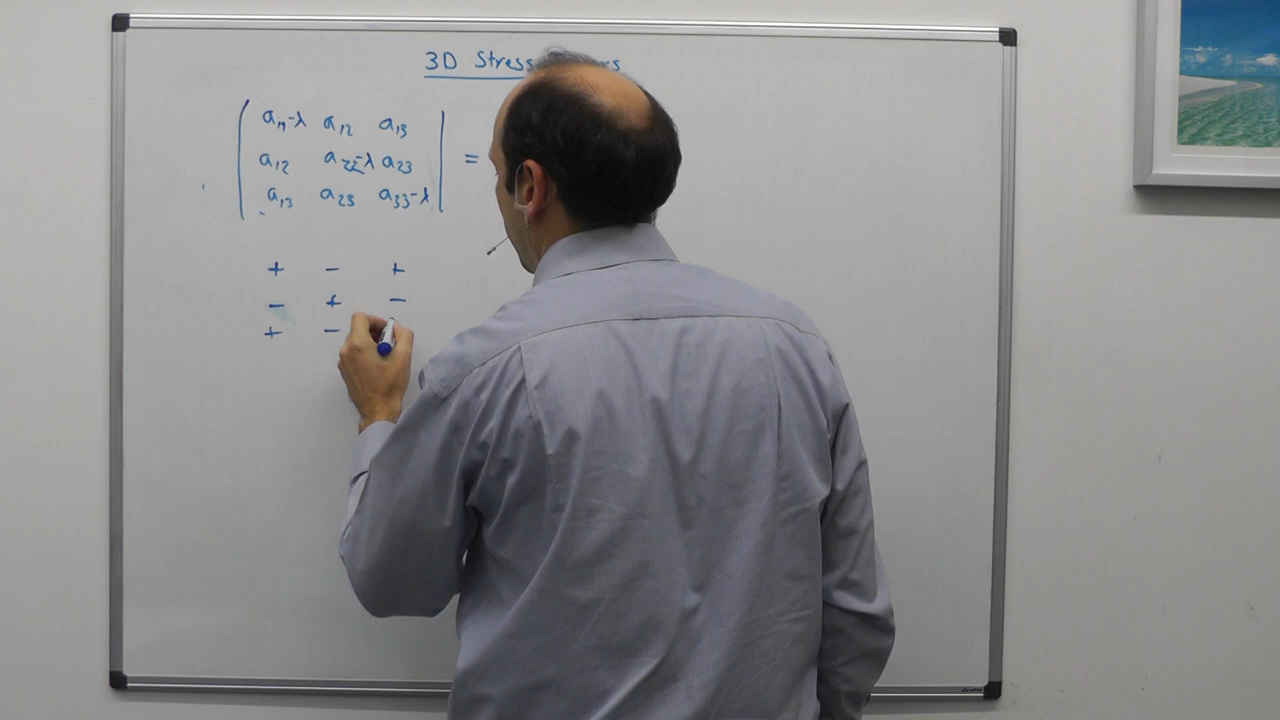 3D Stress
| a₁₁-λ a₁₂ a₁₃ |
| a₁₂ a₂₂-λ a₂₃ | =
| a₁₃ a₂₃ a₃₃-λ |
+ - +
- + -
+ -